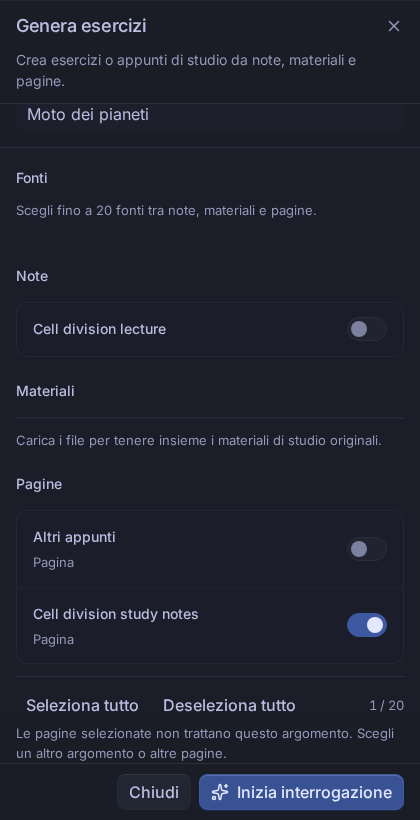 Genera esercizi
Crea esercizi o appunti di studio da note, materiali e
pagine.
Moto dei pianeti
Fonti
Scegli fino a 20 fonti tra note, materiali e pagine.
Note
Cell division lecture
Materiali
Carica i file per tenere insieme i materiali di studio originali.
Pagine
Altri appunti
Pagina
Cell division study notes
Pagina
Seleziona tutto Deseleziona tutto 1 / 20
Le pagine selezionate non trattano questo argomento. Scegli
un altro argomento o altre pagine.
Chiudi Inizia interrogazione